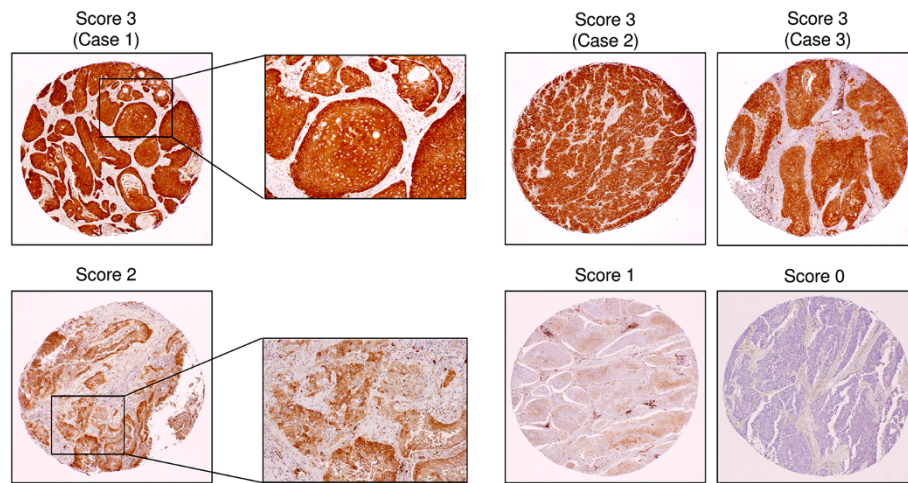 Score 3
(Case 1)
Score 3
(Case 2)
Score 3
(Case 3)
Score 2
Score 1
Score 0